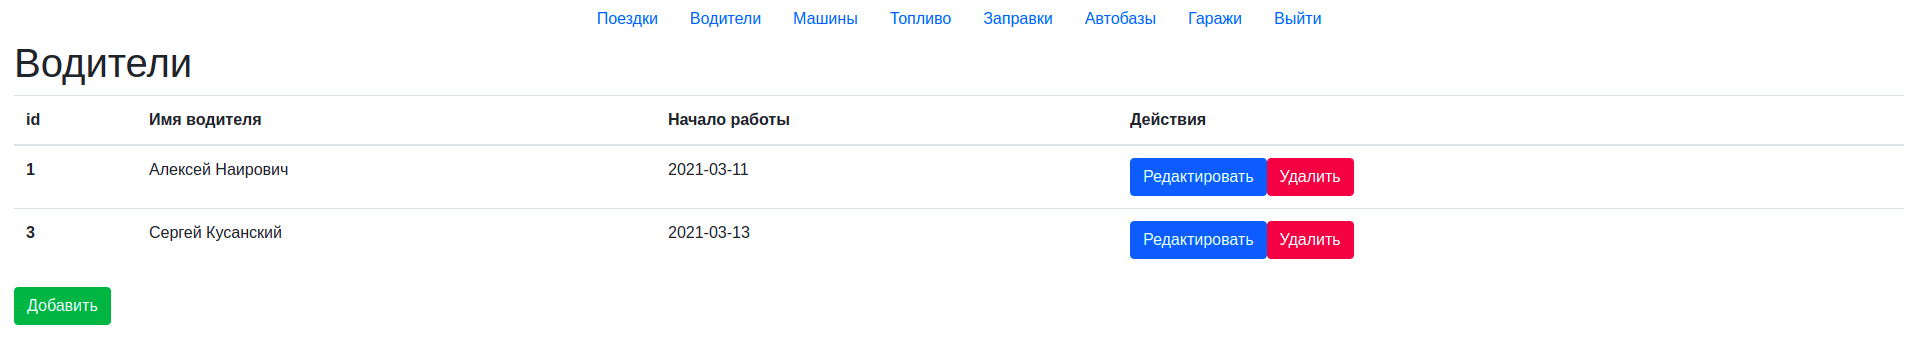 Поездки Водители Машины Топливо Заправки Автобазы Гаражи Выйти
Водители
id Имя водителя Начало работы Действия
1 Алексей Наирович 2021-03-11 Редактировать Удалить
3 Сергей Кусанский 2021-03-13 Редактировать Удалить
Добавить